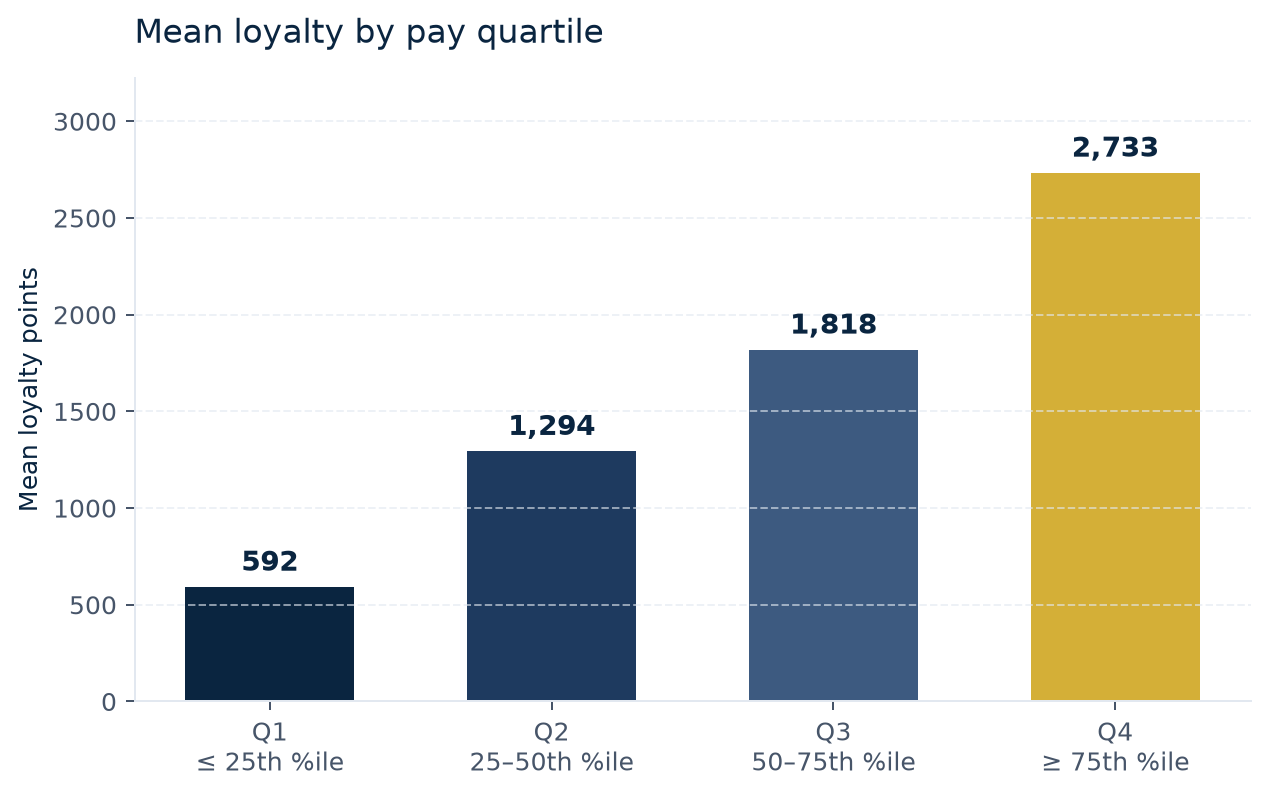 Mean loyalty by pay quartile
Mean loyalty points
3000
2500
2000
1500
1000
500
0
592
1,294
1,818
2,733
Q1
≤ 25th %ile
Q2
25–50th %ile
Q3
50–75th %ile
Q4
≥ 75th %ile